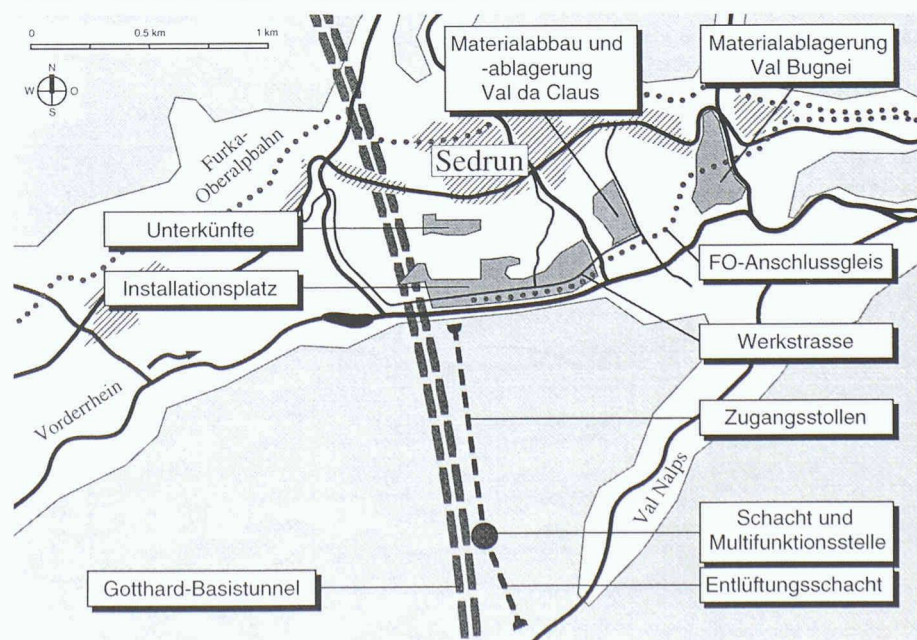 0
0.5 km
1 km
N
W O
S
Materialabbau und
-ablagerung
Val da Claus
Materialablagerung
Val Bugnei
Furka-
Oberalpbahn
Sedrun
Unterkünfte
Installationsplatz
FO-Anschlussgleis
Werkstrasse
Vorderrhein
Zugangsstollen
Val Nalps
Schacht und
Multifunktionsstelle
Gotthard-Basistunnel
Entlüftungsschacht